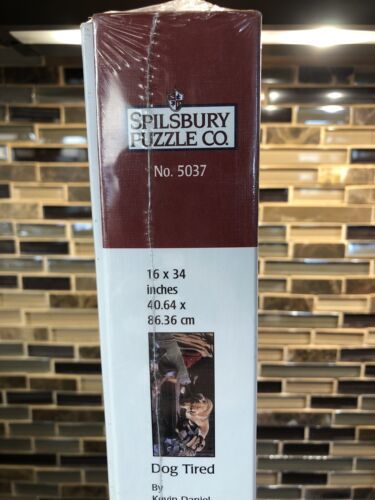 SPILSBURY
PUZZLE CO.
No. 5037
16 x 34
inches
40.64 x
86.36 cm
Dog Tired
By
Kevin Daniel